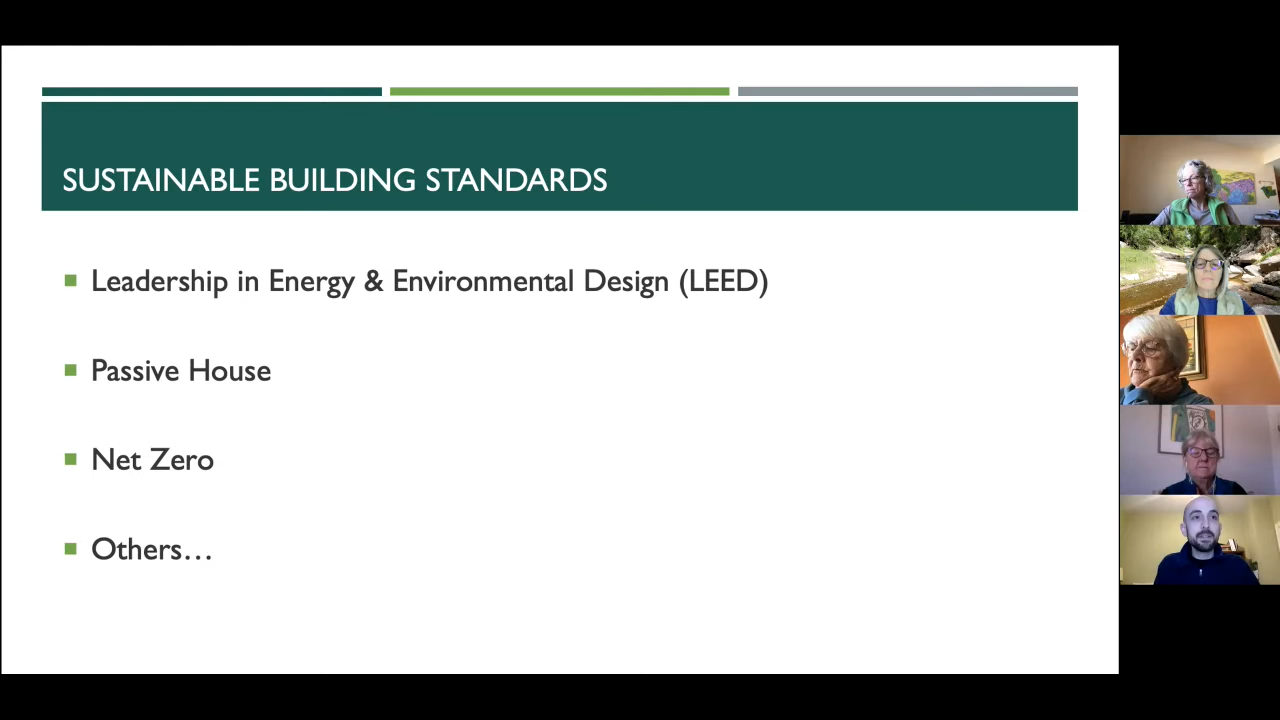 SUSTAINABLE BUILDING STANDARDS
Leadership in Energy & Environmental Design (LEED)
Passive House
Net Zero
Others…